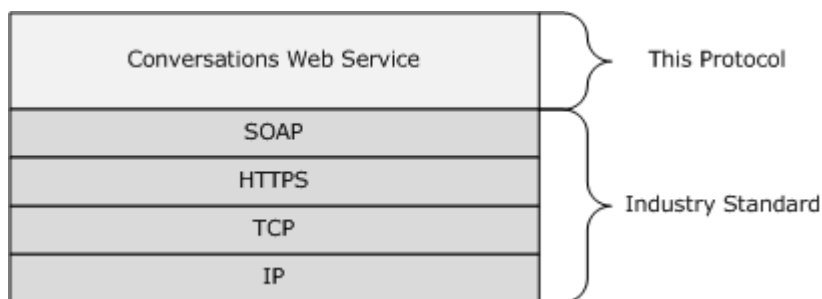 Conversations Web Service
This Protocol
SOAP
HTTPS
Industry Standard
TCP
IP